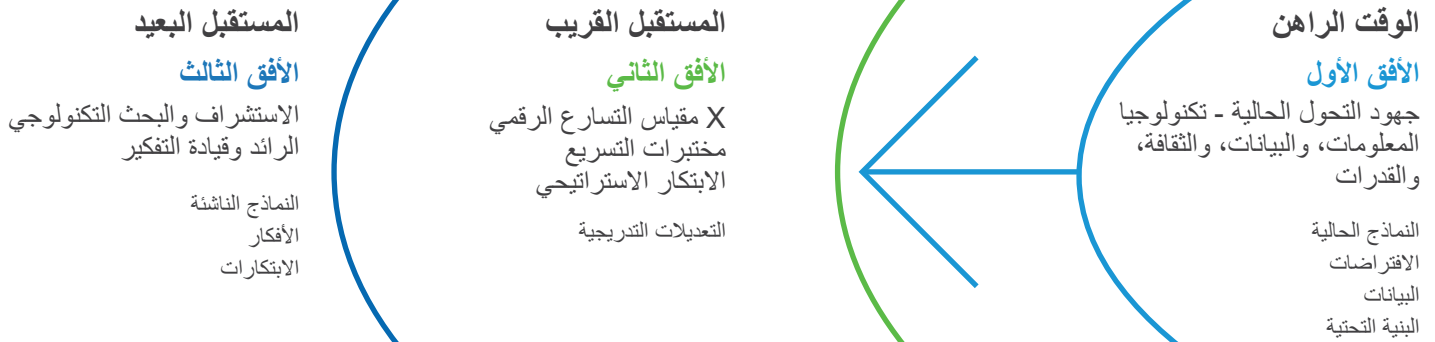 الوقت الراهن
الأفق الأول
جهود التحول الحالية - تكنولوجيا
المعلومات، والبيانات، والثقافة،
والقدرات
النماذج الحالية
الافتراضات
البيانات
البنية التحتية
المستقبل القريب
الأفق الثاني
X مقياس التسارع الرقمي
مختبرات التسريع
الابتكار الاستراتيجي
التعديلات التدريجية
المستقبل البعيد
الأفق الثالث
الاستشراف والبحث التكنولوجي
الرائد وقيادة التفكير
النماذج الناشئة
الأفكار
الابتكارات